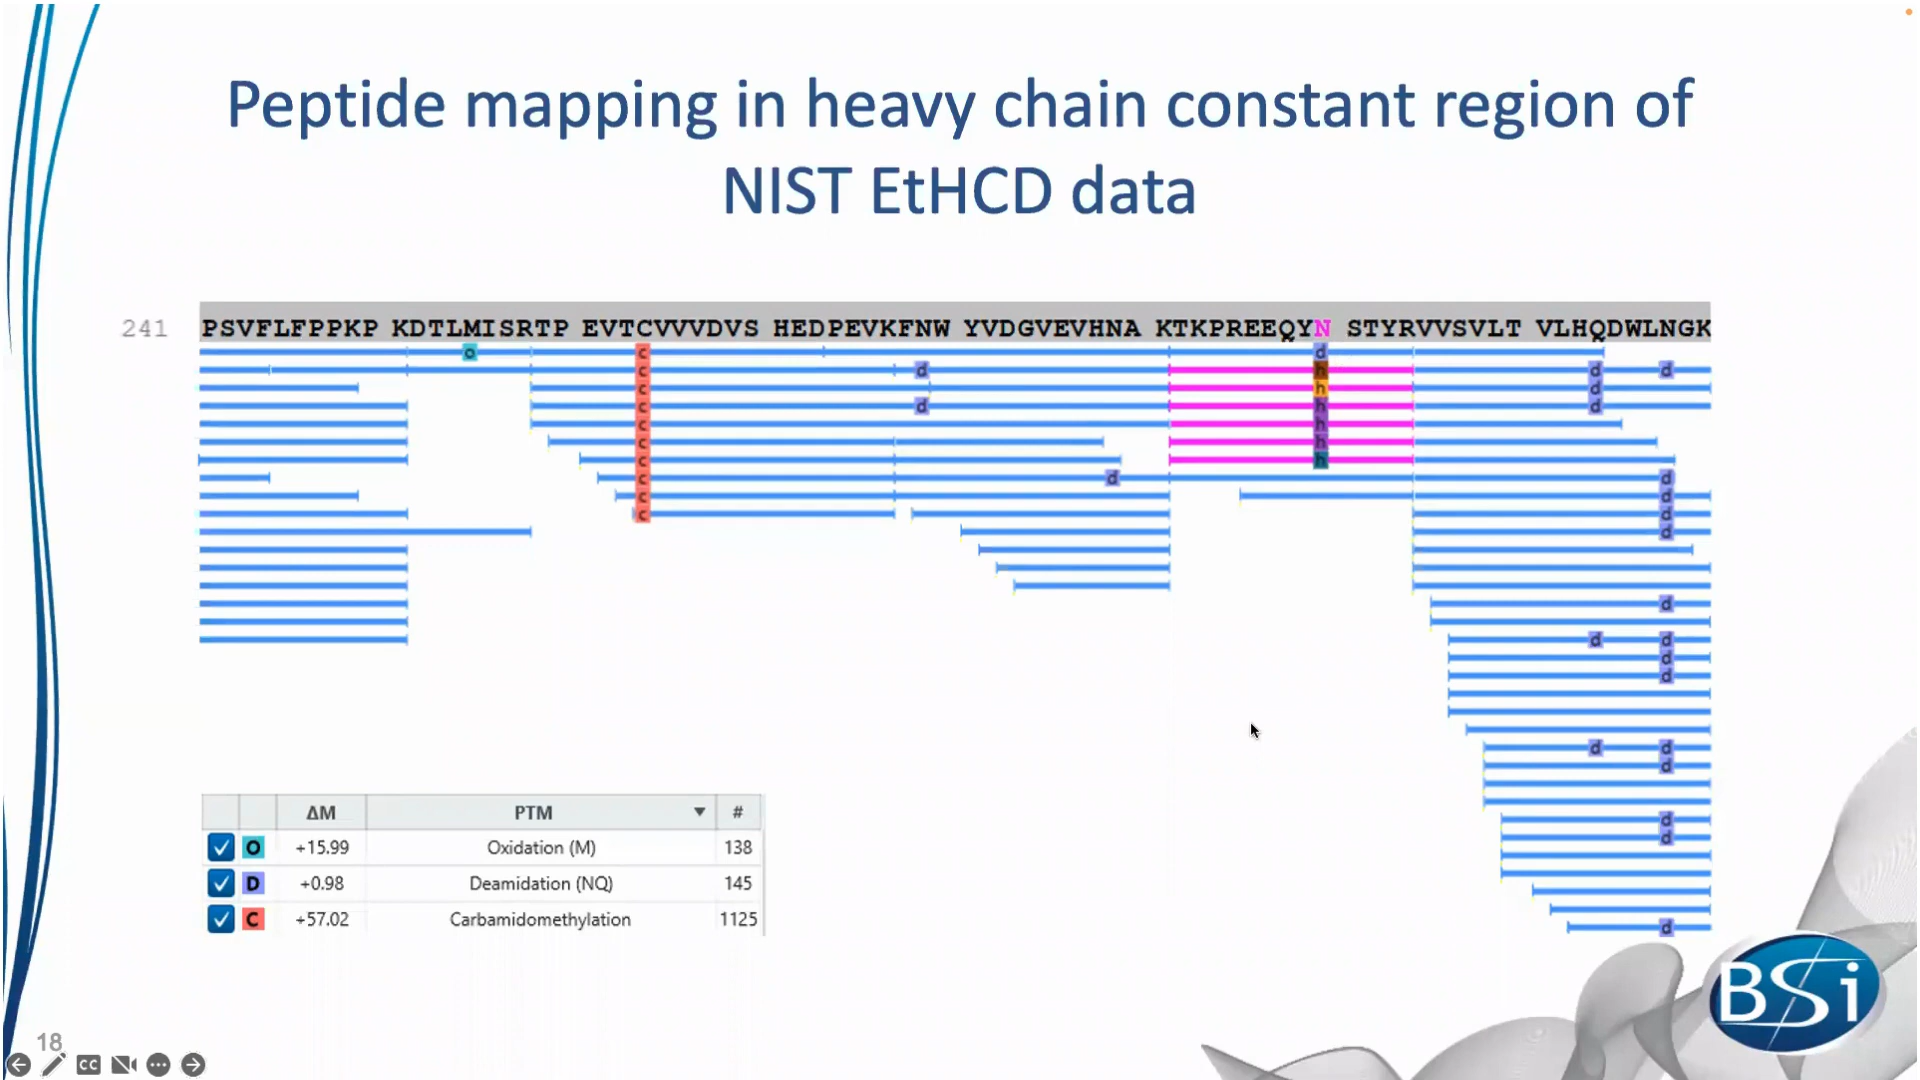 Peptide mapping in heavy chain constant region of
NIST EtHCD data
241 PSVFLFPPKP KDTLMISRTP EVTCVVVDVS HEDPEVKFNW YVDGVEVHNA KTKPREEQYN STYRVVSVLT VLHQDWLNGK
o c d
c d h d d
c h d
c d h d
c h
c h
c h
c d d
c d
c d
d
d
d d
d
d
d d
d
d
d
d
ΔM PTM #
O +15.99 Oxidation (M) 138
D +0.98 Deamidation (NQ) 145
C +57.02 Carbamidomethylation 1125
BSi
18
CC